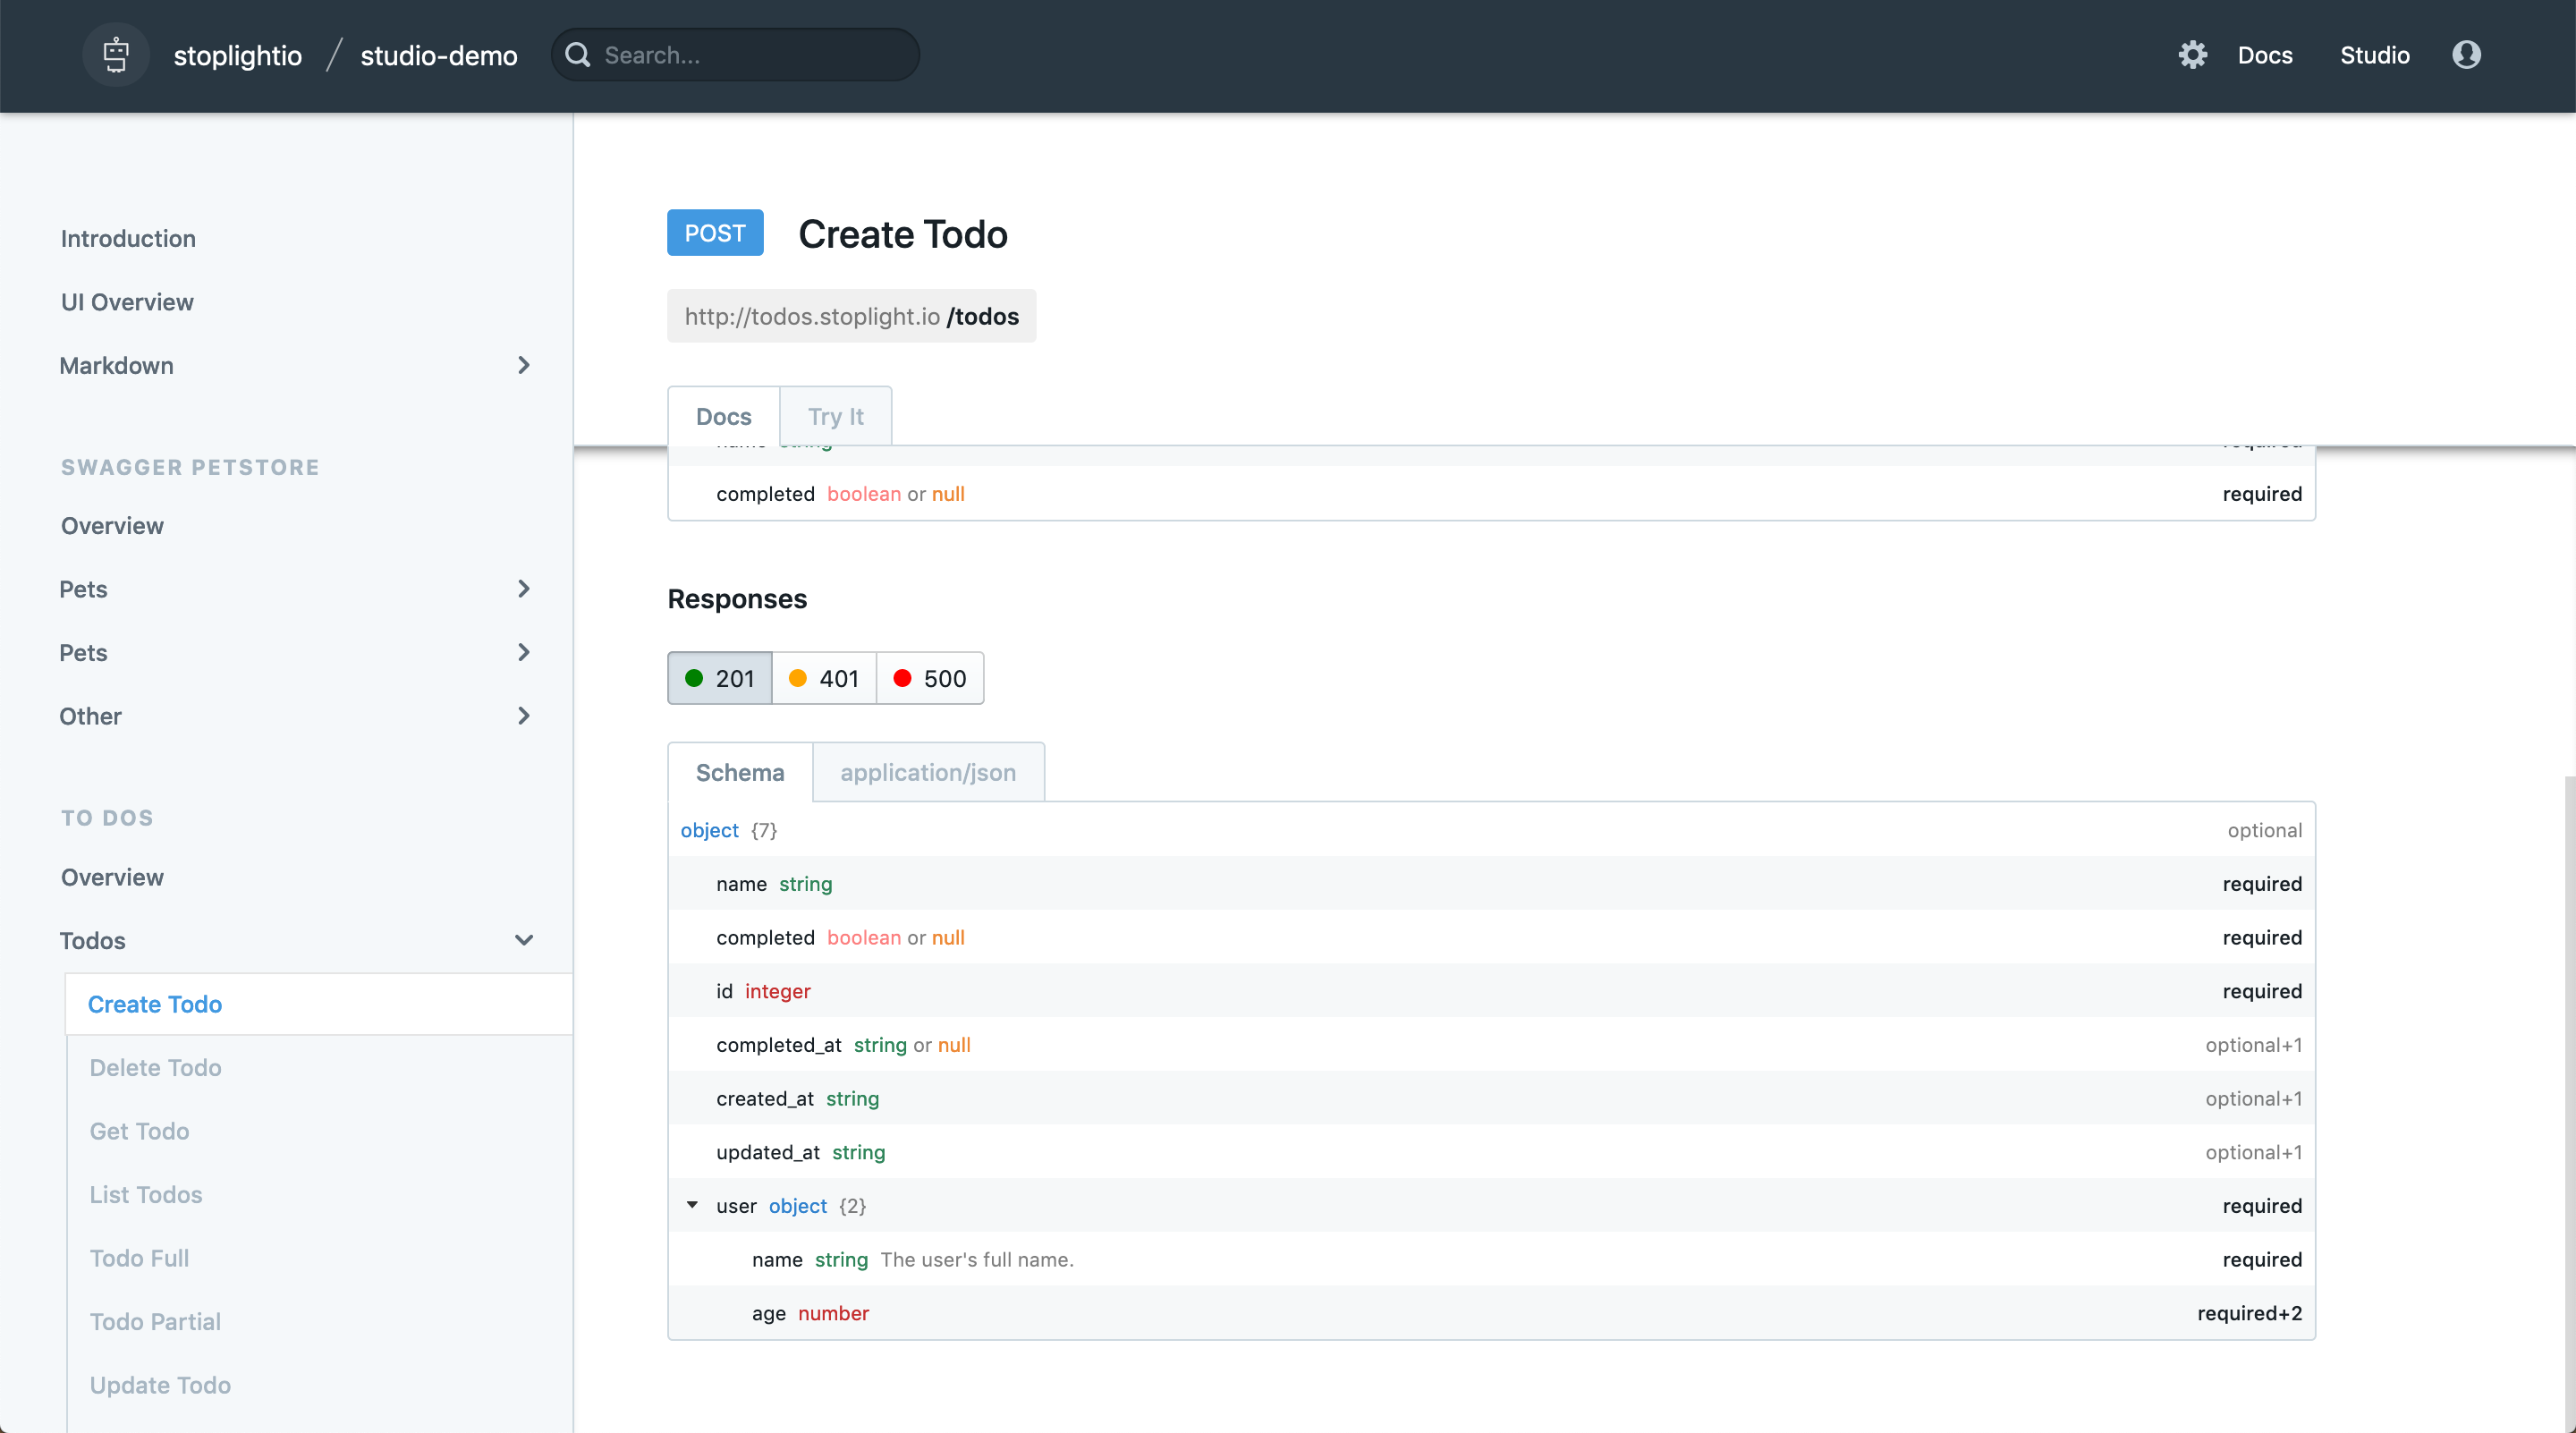 stoplightio / studio-demo Search... Docs Studio
Introduction
UI Overview
Markdown
SWAGGER PETSTORE
Overview
Pets
Pets
Other
TO DOS
Overview
Todos
Create Todo
Delete Todo
Get Todo
List Todos
Todo Full
Todo Partial
Update Todo
POST Create Todo
http://todos.stoplight.io /todos
Docs Try It
name string required
completed boolean or null required
Responses
201 401 500
Schema application/json
object {7} optional
name string required
completed boolean or null required
id integer required
completed_at string or null optional+1
created_at string optional+1
updated_at string optional+1
user object {2} required
name string The user's full name. required
age number required+2